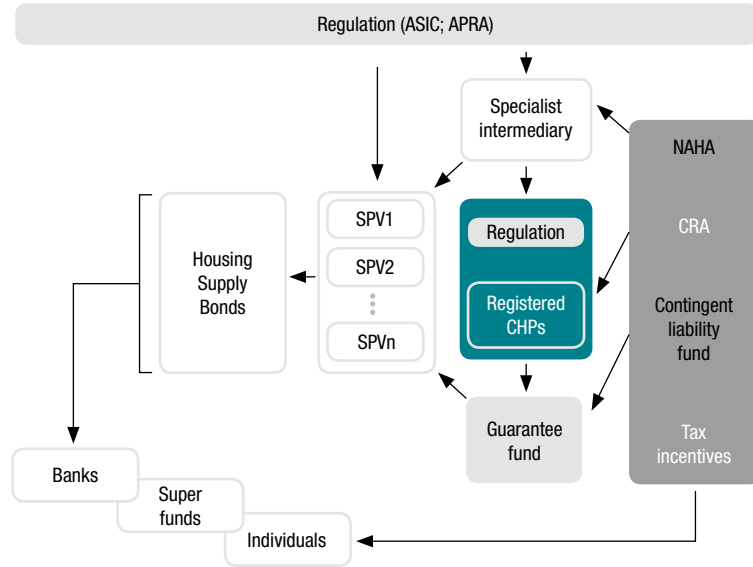 Regulation (ASIC; APRA)
Specialist
intermediary
NAHA
SPV1
Regulation
CRA
Housing
Supply
Bonds
SPV2
Registered
CHPs
SPVn
Contingent
liability
fund
Guarantee
fund
Tax
incentives
Banks
Super
funds
Individuals